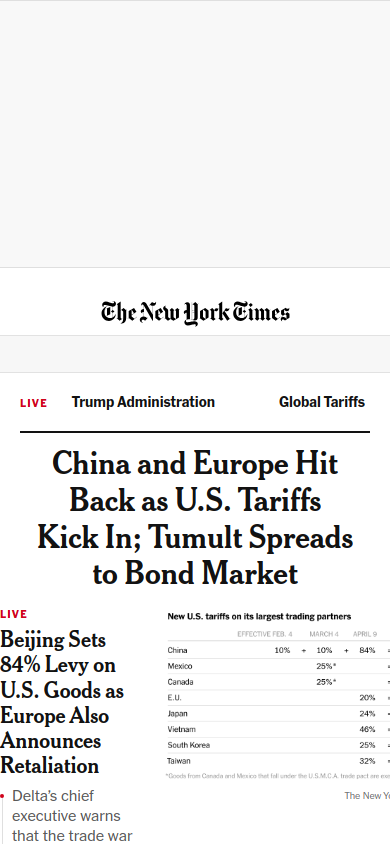 The New York Times
LIVE Trump Administration Global Tariffs
China and Europe Hit
Back as U.S. Tariffs
Kick In; Tumult Spreads
to Bond Market
LIVE
Beijing Sets
84% Levy on
U.S. Goods as
Europe Also
Announces
Retaliation
• Delta's chief
executive warns
that the trade war
New U.S. tariffs on its largest trading partners
EFFECTIVE FEB. 4 MARCH 4 APRIL 9
China 10% + 10% + 84% =
Mexico 25%*
Canada 25%*
E.U. 20%
Japan 24%
Vietnam 46%
South Korea 25%
Taiwan 32%
*Goods from Canada and Mexico that fall under the U.S.M.C.A. trade pact are
The New